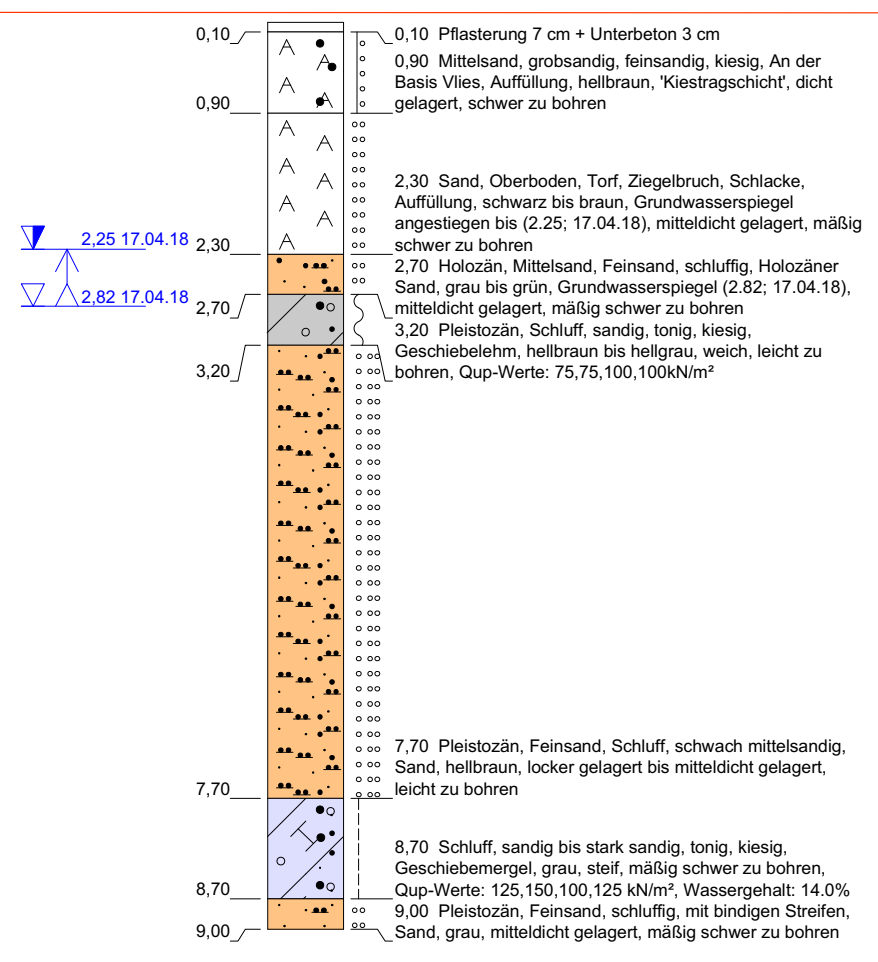 0,10
0,10 Pflasterung 7 cm + Unterbeton 3 cm
0,90 Mittelsand, grobsandig, feinsandig, kiesig, An der
Basis Vlies, Auffüllung, hellbraun, 'Kiestragschicht', dicht
gelagert, schwer zu bohren
0,90
2,30 Sand, Oberboden, Torf, Ziegelbruch, Schlacke,
Auffüllung, schwarz bis braun, Grundwasserspiegel
angestiegen bis (2.25; 17.04.18), mitteldicht gelagert, mäßig
schwer zu bohren
2,25 17.04.18
2,30
2,70 Holozän, Mittelsand, Feinsand, schluffig, Holozäner
Sand, grau bis grün, Grundwasserspiegel (2.82; 17.04.18),
mitteldicht gelagert, mäßig schwer zu bohren
2,82 17.04.18
2,70
3,20 Pleistozän, Schluff, sandig, tonig, kiesig,
Geschiebelehm, hellbraun bis hellgrau, weich, leicht zu
bohren, Qup-Werte: 75,75,100,100kN/m²
3,20
7,70 Pleistozän, Feinsand, Schluff, schwach mittelsandig,
Sand, hellbraun, locker gelagert bis mitteldicht gelagert,
leicht zu bohren
7,70
8,70 Schluff, sandig bis stark sandig, tonig, kiesig,
Geschiebemergel, grau, steif, mäßig schwer zu bohren,
Qup-Werte: 125,150,100,125 kN/m², Wassergehalt: 14.0%
8,70
9,00 Pleistozän, Feinsand, schluffig, mit bindigen Streifen,
Sand, grau, mitteldicht gelagert, mäßig schwer zu bohren
9,00